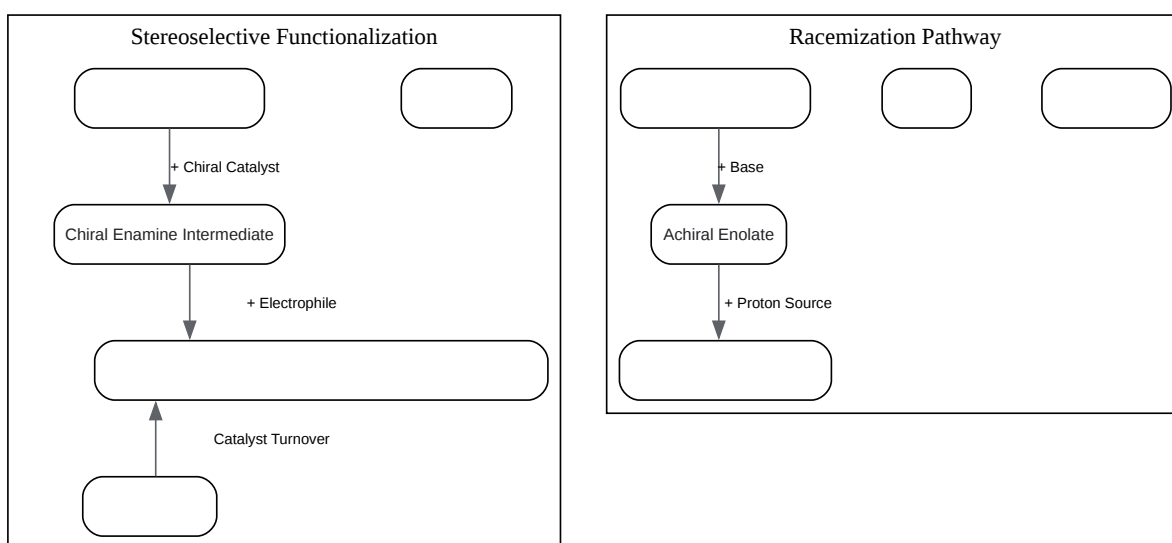 Stereoselective Functionalization
+ Chiral Catalyst
Chiral Enamine Intermediate
+ Electrophile
Catalyst Turnover
Racemization Pathway
+ Base
Achiral Enolate
+ Proton Source